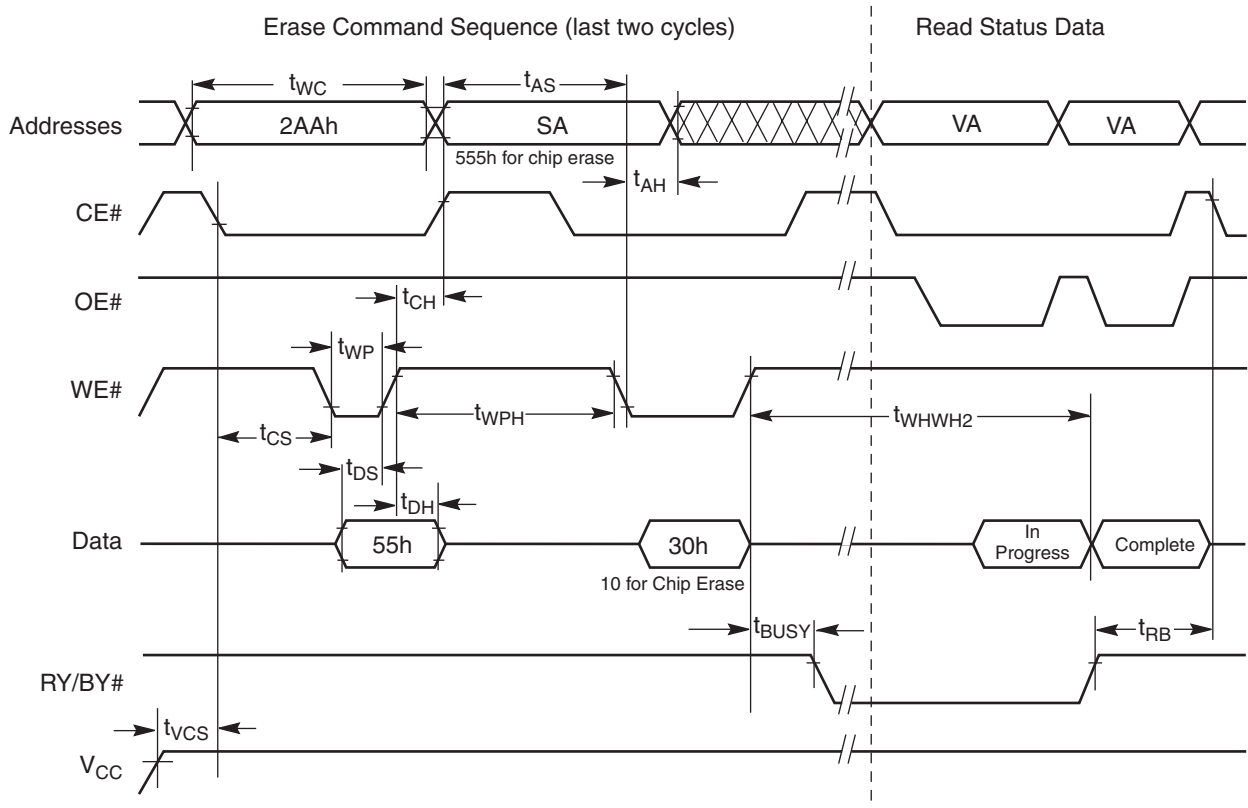 Erase Command Sequence (last two cycles)
Read Status Data
tWC
tAS
Addresses
2AAh
SA
VA
VA
555h for chip erase
tAH
CE#
OE#
tCH
tWP
WE#
tWPH
tWHWH2
tCS
tDS
tDH
Data
55h
30h
In
Progress
Complete
10 for Chip Erase
tBUSY
tRB
RY/BY#
tVCS
VCC